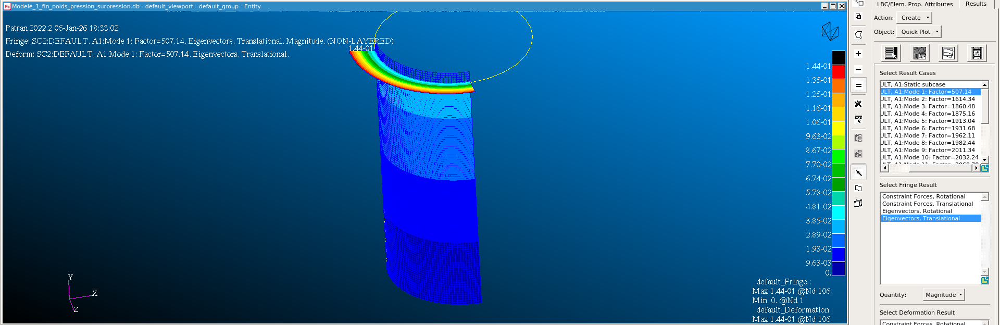 Modele_1_fin_poids_pression_surpression.db - default_viewport - default_group - Entity
Patran 2022.2 06-Jan-26 18:33:02
Fringe: SC2:DEFAULT, A1:Mode 1: Factor=507.14, Eigenvectors, Translational, Magnitude, (NON-LAYERED)
1.44-01
Deform: SC2:DEFAULT, A1:Mode 1: Factor=507.14, Eigenvectors, Translational,
1.44-01
1.35-01
1.25-01
1.16-01
1.06-01
9.63-02
8.67-02
7.70-02
6.74-02
5.78-02
4.81-02
3.85-02
2.89-02
1.93-02
9.63-03
0.
default_Fringe :
Max 1.44-01 @Nd 106
Min 0. @Nd 1
default_Deformation :
Max 1.44-01 @Nd 106
Y
X
Z
LBC/Elem. Prop. Attributes
Results
Action: Create
Object: Quick Plot
Select Result Cases
ULT, A1:Static subcase
ULT, A1:Mode 1: Factor=507.14
ULT, A1:Mode 2: Factor=1614.34
ULT, A1:Mode 3: Factor=1860.48
ULT, A1:Mode 4: Factor=1875.16
ULT, A1:Mode 5: Factor=1913.04
ULT, A1:Mode 6: Factor=1931.68
ULT, A1:Mode 7: Factor=1962.11
ULT, A1:Mode 8: Factor=1982.44
ULT, A1:Mode 9: Factor=2011.34
ULT, A1:Mode 10: Factor=2032.24
Select Fringe Result
Constraint Forces, Rotational
Constraint Forces, Translational
Eigenvectors, Rotational
Eigenvectors, Translational
Quantity: Magnitude
Select Deformation Result
Constraint Forces, Rotational